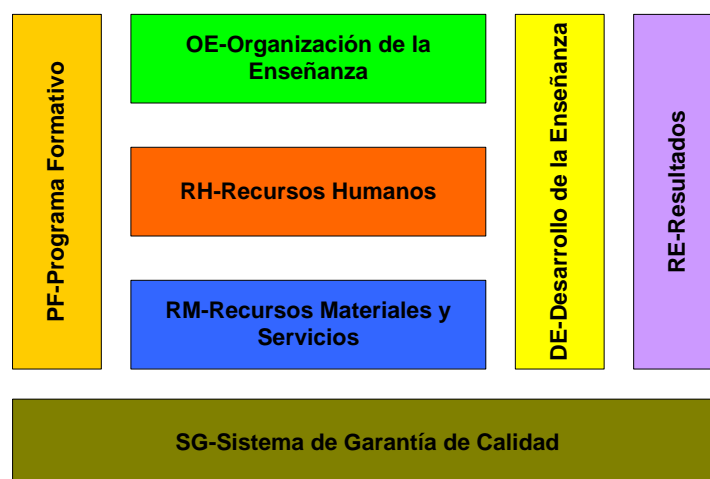 PF-Programa Formativo
OE-Organización de la
Enseñanza
RH-Recursos Humanos
RM-Recursos Materiales y
Servicios
DE-Desarrollo de la Enseñanza
RE-Resultados
SG-Sistema de Garantía de Calidad